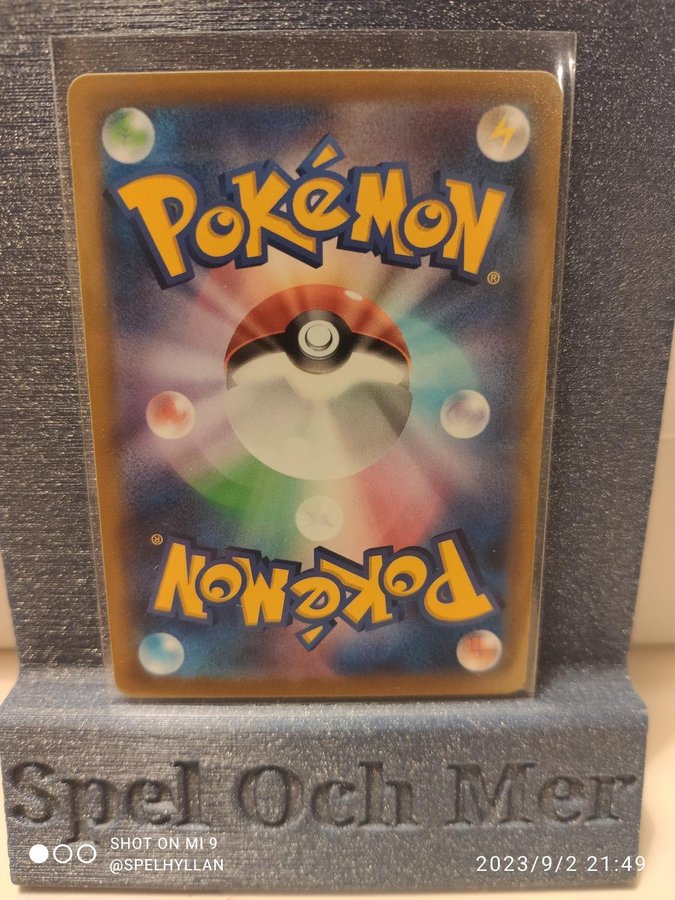 POKéMON
®
®
POKéMON
Spel Och Mer
SHOT ON MI 9
@SPELHYLLAN
2023/9/2 21:49